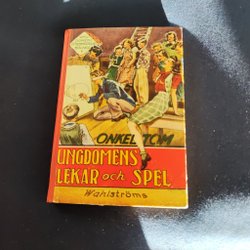 ONKEL TOM
UNGDOMENS
LEKAR och SPEL
Wahlströms